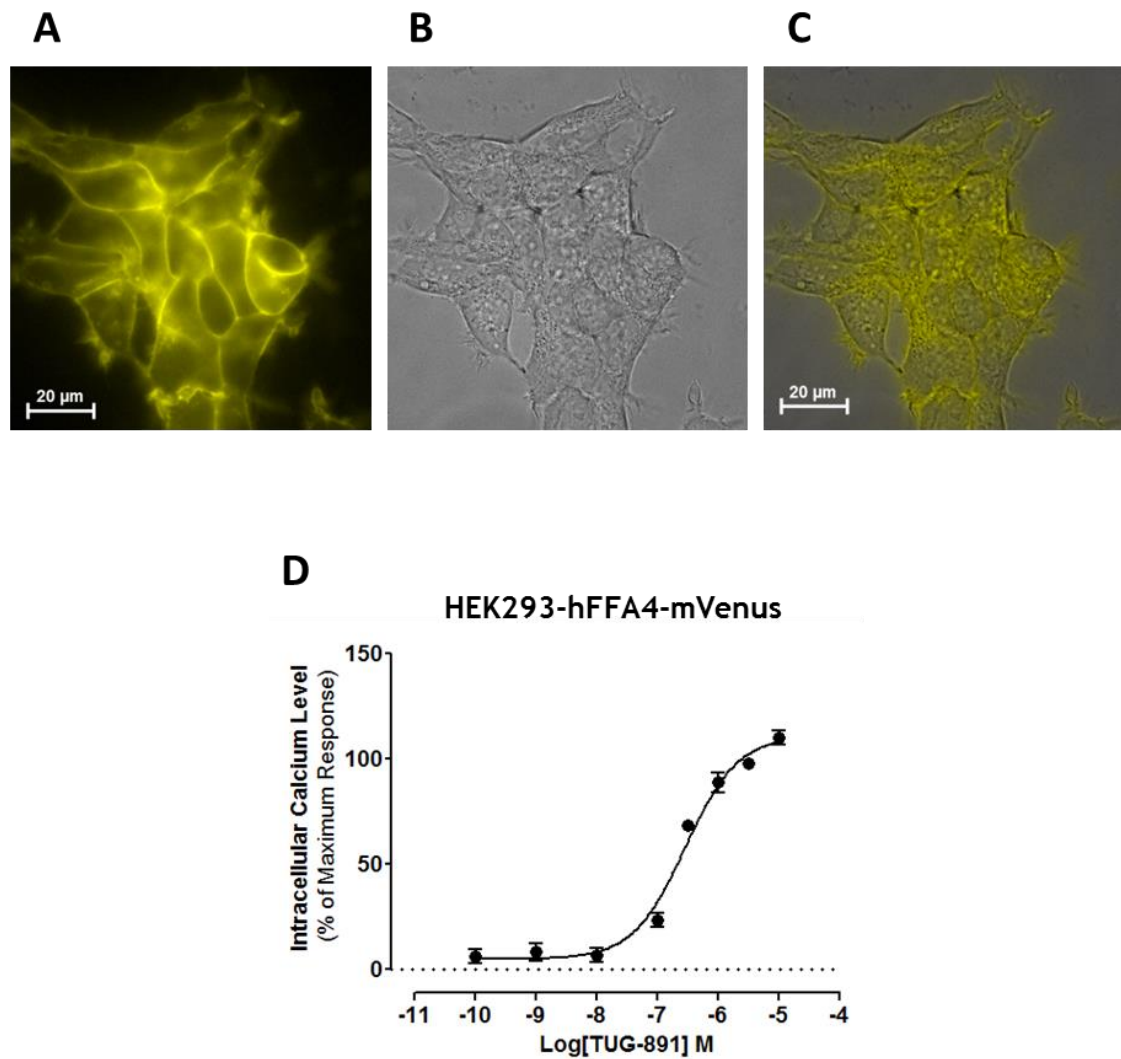 A
B
C
20 µm
20 µm
D
HEK293-hFFA4-mVenus
Intracellular Calcium Level
(% of Maximum Response)
150
100
50
0
-11 -10 -9 -8 -7 -6 -5 -4
Log[TUG-891] M